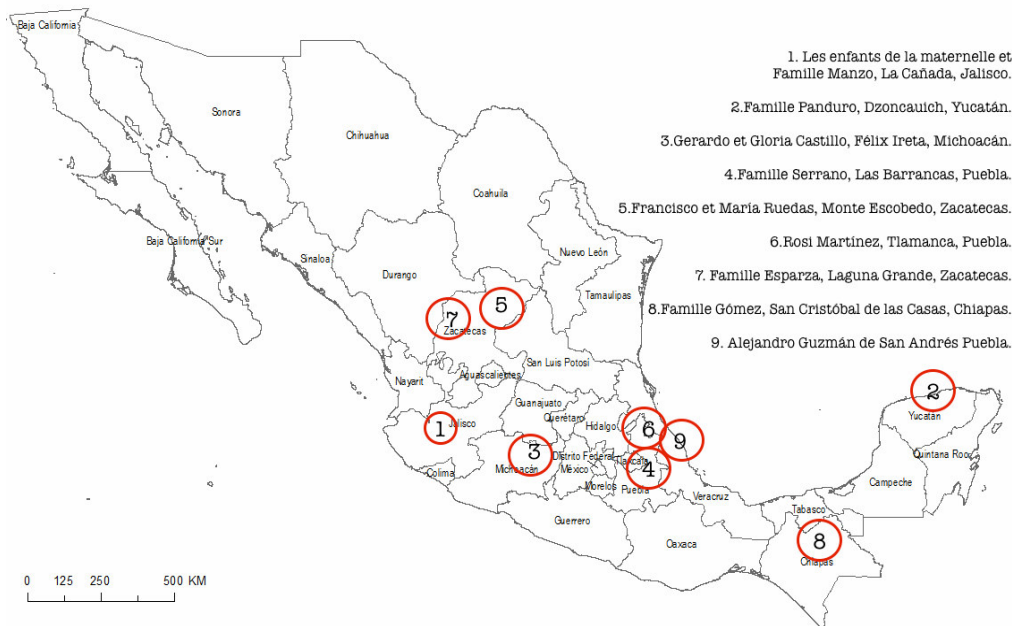 Baja California
1. Les enfants de la maternelle et
Famille Manzo, La Cañada, Jalisco.
Sonora
2.Famille Panduro, Dzoncauich, Yucatán.
Chihuahua
3.Gerardo et Gloria Castillo, Félix Ireta, Michoacán.
4.Famille Serrano, Las Barrancas, Puebla.
Coahuila
5.Francisco et María Ruedas, Monte Escobedo, Zacatecas.
Baja California Sur
6.Rosi Martínez, Tlamanca, Puebla.
Nuevo León
Sinaloa
Durango
7. Famille Esparza, Laguna Grande, Zacatecas.
Tamaulipas
5
8.Famille Gómez, San Cristóbal de las Casas, Chiapas.
7
Zacatecas
9. Alejandro Guzmán de San Andrés Puebla.
San Luis Potosí
Aguascalientes
Nayarit
2
Guanajuato
Yucatán
Querétaro
Jalisco
1
Hidalgo
6
9
3
Distrito Federal
Tlaxcala
Quintana Roo
Colima
Michoacán
México
4
Campeche
Morelos
Puebla
Veracruz
Tabasco
Guerrero
8
Oaxaca
Chiapas
0 125 250 500 KM